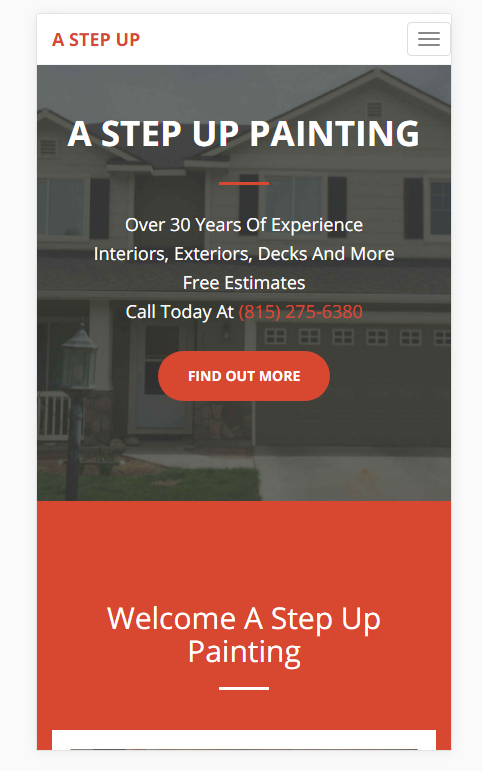 A STEP UP
A STEP UP PAINTING
Over 30 Years Of Experience
Interiors, Exteriors, Decks And More
Free Estimates
Call Today At (815) 275-6380
FIND OUT MORE
Welcome A Step Up
Painting